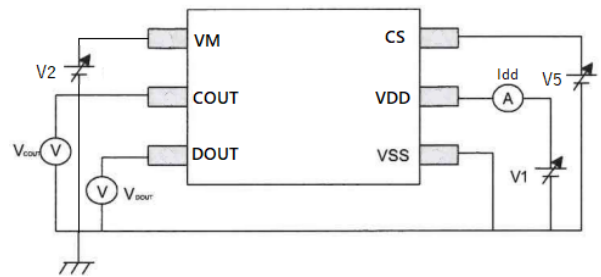 VM CS
V2 Idd V5
COUT VDD A
VCOUT V
DOUT VSS
V VDOUT V1